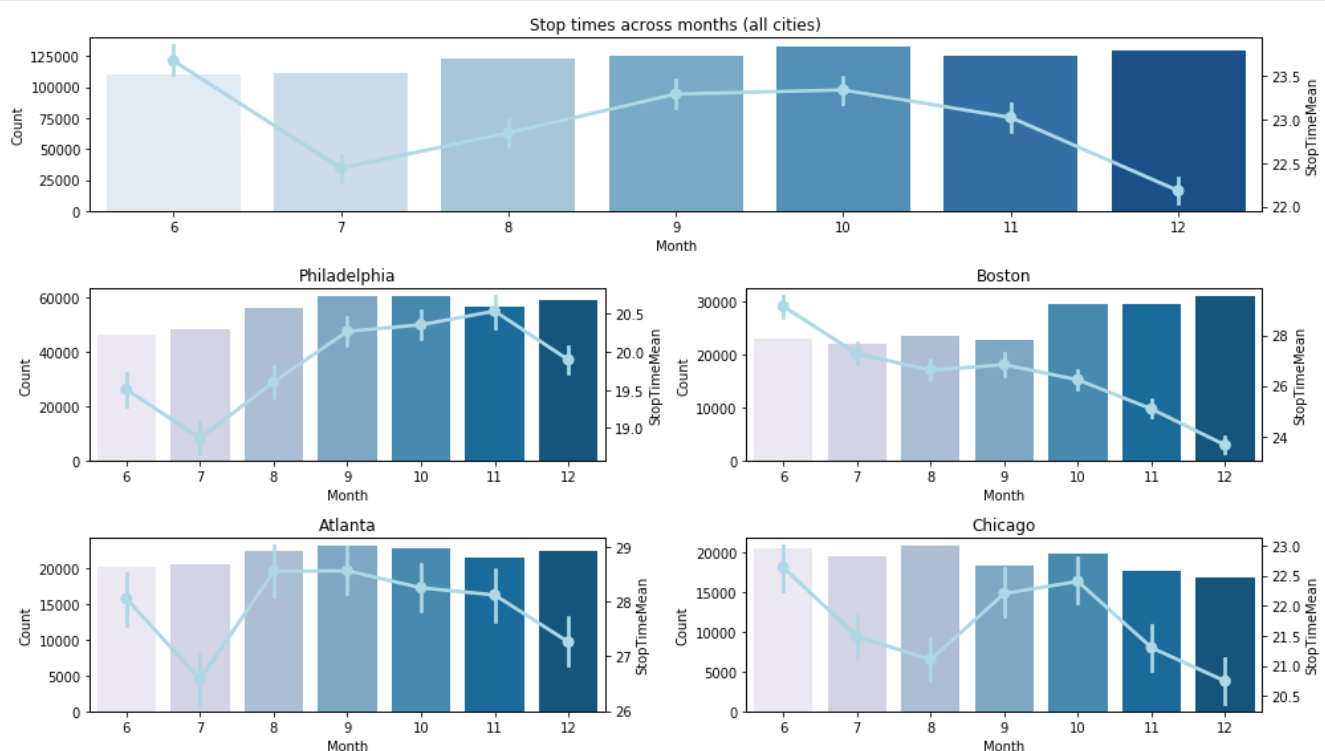 Stop times across months (all cities)
Count
125000
100000
75000
50000
25000
0
23.5
23.0
22.5
22.0
StopTimeMean
6 7 8 9 10 11 12
Month
Philadelphia
Count
60000
40000
20000
0
20.5
20.0
19.5
19.0
StopTimeMean
6 7 8 9 10 11 12
Month
Boston
Count
30000
20000
10000
0
28
26
24
StopTimeMean
6 7 8 9 10 11 12
Month
Atlanta
Count
20000
15000
10000
5000
0
29
28
27
26
StopTimeMean
6 7 8 9 10 11 12
Month
Chicago
Count
20000
15000
10000
5000
0
23.0
22.5
22.0
21.5
21.0
20.5
StopTimeMean
6 7 8 9 10 11 12
Month